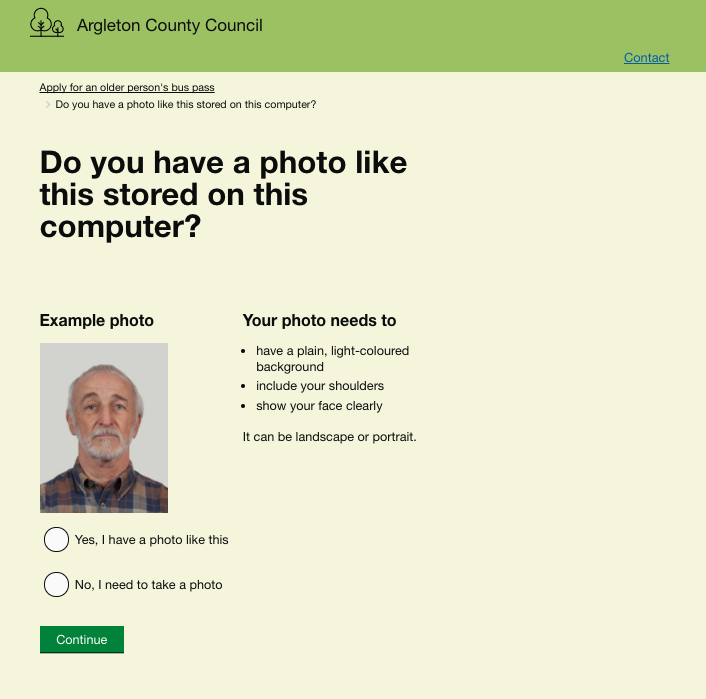 Argleton County Council
Contact
Apply for an older person's bus pass
Do you have a photo like this stored on this computer?
Do you have a photo like
this stored on this
computer?
Example photo
Your photo needs to
have a plain, light-coloured
background
include your shoulders
show your face clearly
It can be landscape or portrait.
Yes, I have a photo like this
No, I need to take a photo
Continue